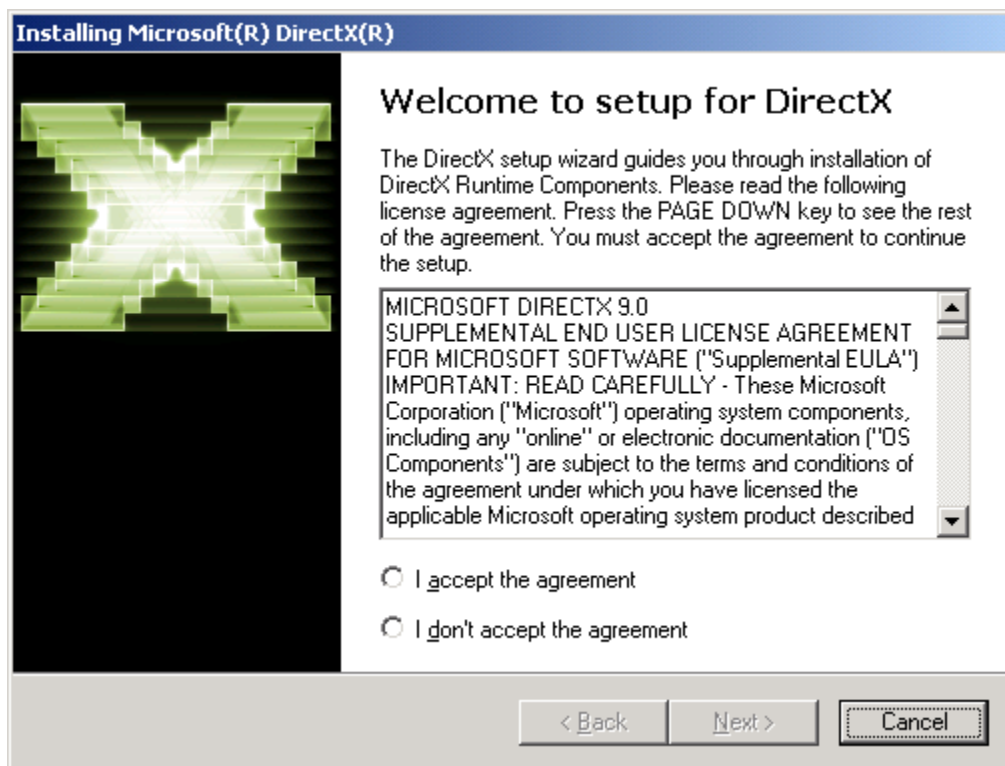 Installing Microsoft(R) DirectX(R)
Welcome to setup for DirectX
The DirectX setup wizard guides you through installation of
DirectX Runtime Components. Please read the following
license agreement. Press the PAGE DOWN key to see the rest
of the agreement. You must accept the agreement to continue
the setup.
MICROSOFT DIRECTX 9.0
SUPPLEMENTAL END USER LICENSE AGREEMENT
FOR MICROSOFT SOFTWARE ("Supplemental EULA")
IMPORTANT: READ CAREFULLY - These Microsoft
Corporation ("Microsoft") operating system components,
including any "online" or electronic documentation ("OS
Components") are subject to the terms and conditions of
the agreement under which you have licensed the
applicable Microsoft operating system product described
I accept the agreement
I don't accept the agreement
< Back Next > Cancel